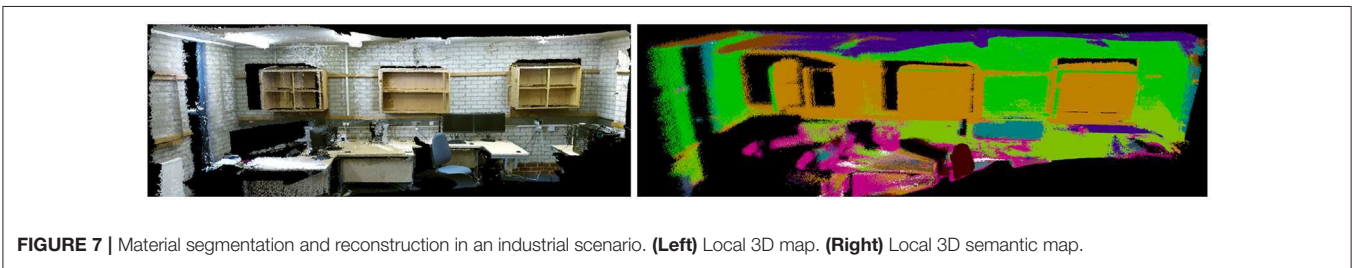 FIGURE 7 | Material segmentation and reconstruction in an industrial scenario. (Left) Local 3D map. (Right) Local 3D semantic map.